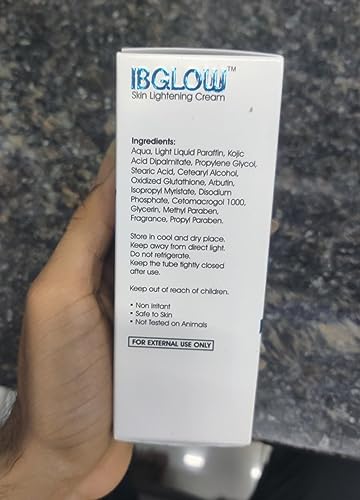 IBGLOW™
Skin Lightening Cream
Ingredients:
Aqua, Light Liquid Paraffin, Kojic
Acid Dipalmitate, Propylene Glycol,
Stearic Acid, Cetearyl Alcohol,
Oxidized Glutathione, Arbutin,
Isopropyl Myristate, Disodium
Phosphate, Cetomacrogol 1000,
Glycerin, Methyl Paraben,
Fragrance, Propyl Paraben.
Store in cool and dry place.
Keep away from direct light.
Do not refrigerate.
Keep the tube tightly closed
after use.
Keep out of reach of children.
• Non Irritant
• Safe to Skin
• Not Tested on Animals
FOR EXTERNAL USE ONLY